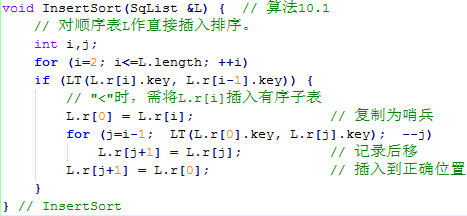 void InsertSort(SqList &L) {  // 算法10.1
  // 对顺序表L作直接插入排序。
  int i,j;
  for (i=2; i<=L.length; ++i)
  if (LT(L.r[i].key, L.r[i-1].key)) {
    // "<"时，需将L.r[i]插入有序子表
    L.r[0] = L.r[i];                 // 复制为哨兵
    for (j=i-1;  LT(L.r[0].key, L.r[j].key);  --j)
      L.r[j+1] = L.r[j];             // 记录后移
    L.r[j+1] = L.r[0];               // 插入到正确位置
  }
} // InsertSort